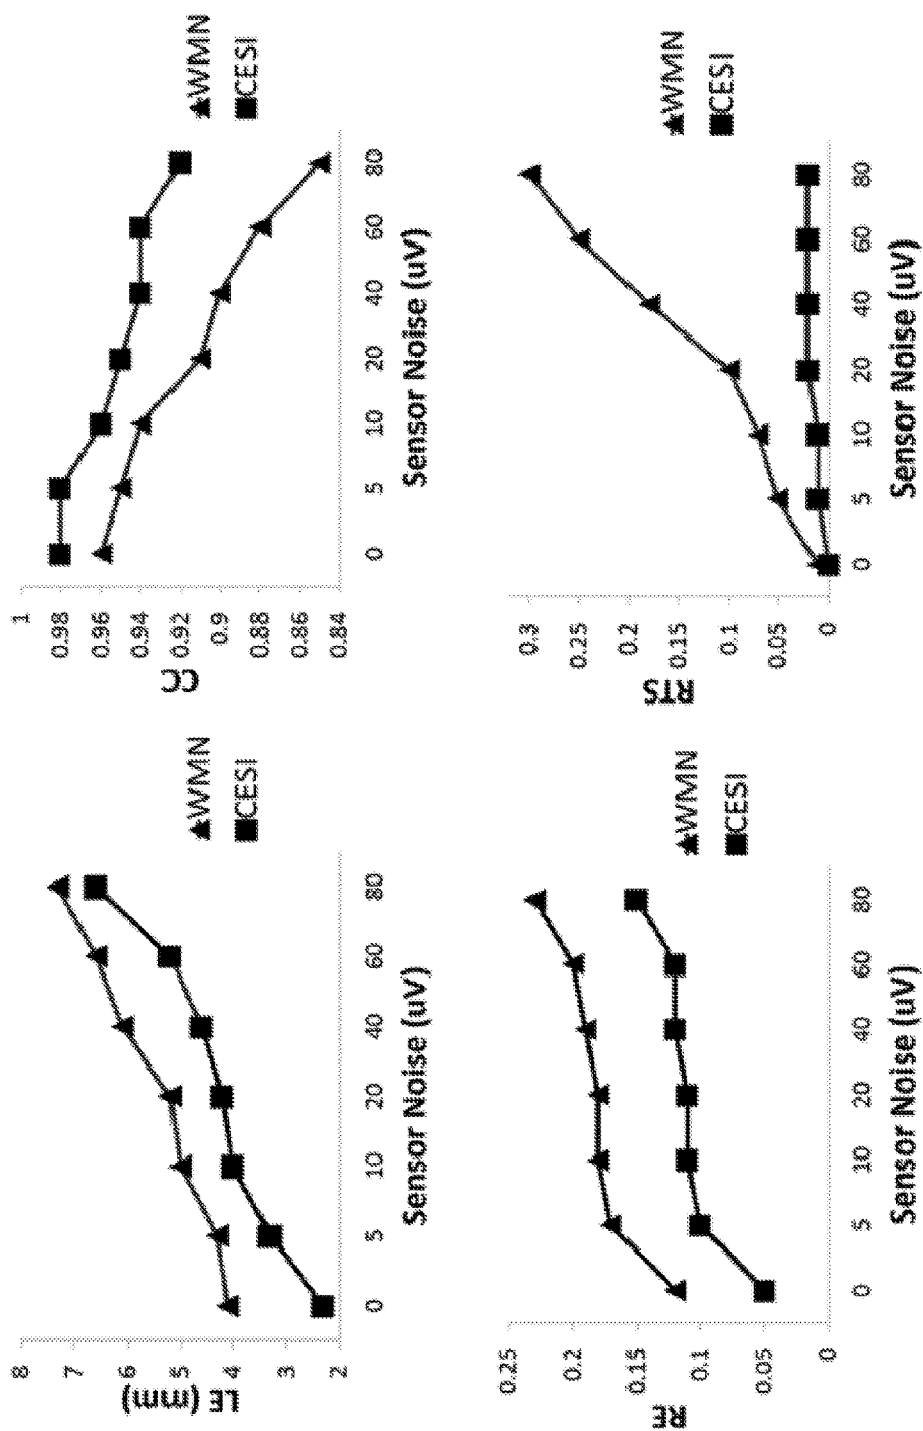 LE (mm)
8
7
6
5
4
3
2
0 5 10 20 40 60 80
Sensor Noise (uV)
WMN
CESI
CC
1
0.98
0.96
0.94
0.92
0.9
0.88
0.86
0.84
0 5 10 20 40 60 80
Sensor Noise (uV)
WMN
CESI
RE
0.25
0.2
0.15
0.1
0.05
0
0 5 10 20 40 60 80
Sensor Noise (uV)
WMN
CESI
RTS
0.3
0.25
0.2
0.15
0.1
0.05
0
0 5 10 20 40 60 80
Sensor Noise (uV)
WMN
CESI